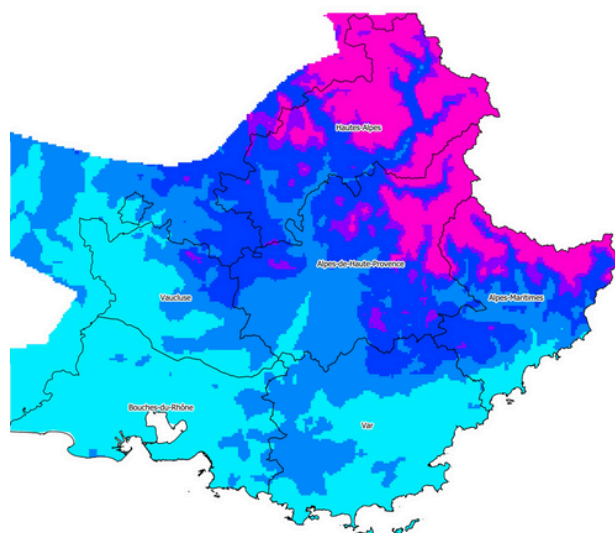 Hautes-Alpes
Alpes-de-Haute-Provence
Vaucluse
Alpes-Maritimes
Bouches-du-Rhône
Var